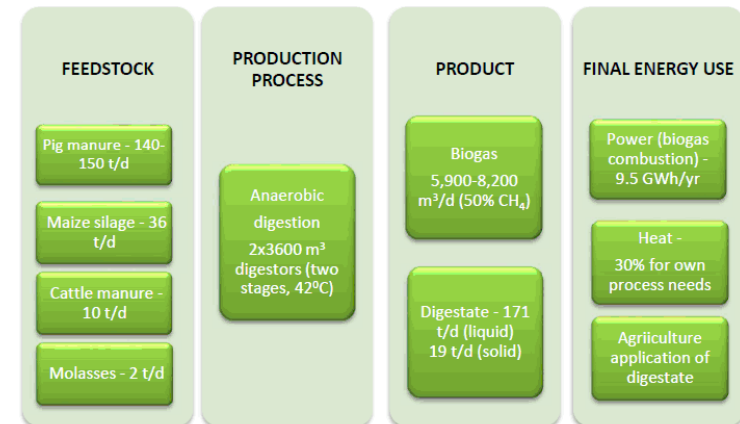 FEEDSTOCK
Pig manure - 140-
150 t/d
Maize silage - 36
t/d
Cattle manure -
10 t/d
Molasses - 2 t/d
PRODUCTION
PROCESS
Anaerobic
digestion
2x3600 m³
digestors (two
stages, 42⁰C)
PRODUCT
Biogas
5,900-8,200
m³/d (50% CH₄)
Digestate - 171
t/d (liquid)
19 t/d (solid)
FINAL ENERGY USE
Power (biogas
combustion) -
9.5 GWh/yr
Heat -
30% for own
process needs
Agriiculture
application of
digestate